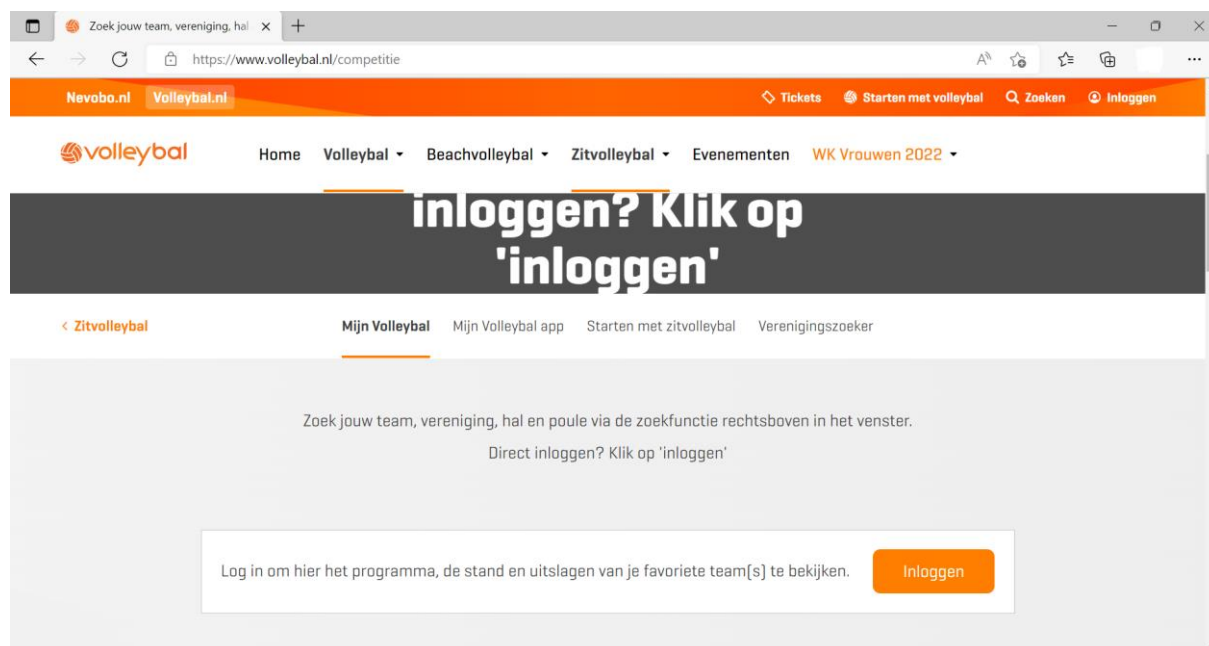 Zoek jouw team, vereniging, hal
https://www.volleybal.nl/competitie
Nevobo.nl Volleybal.nl Tickets Starten met volleybal Zoeken Inloggen
volleybal Home Volleybal Beachvolleybal Zitvolleybal Evenementen WK Vrouwen 2022
inloggen? Klik op
'inloggen'
< Zitvolleybal Mijn Volleybal Mijn Volleybal app Starten met zitvolleybal Verenigingszoeker
Zoek jouw team, vereniging, hal en poule via de zoekfunctie rechtsboven in het venster.
Direct inloggen? Klik op 'inloggen'
Log in om hier het programma, de stand en uitslagen van je favoriete team(s) te bekijken. Inloggen